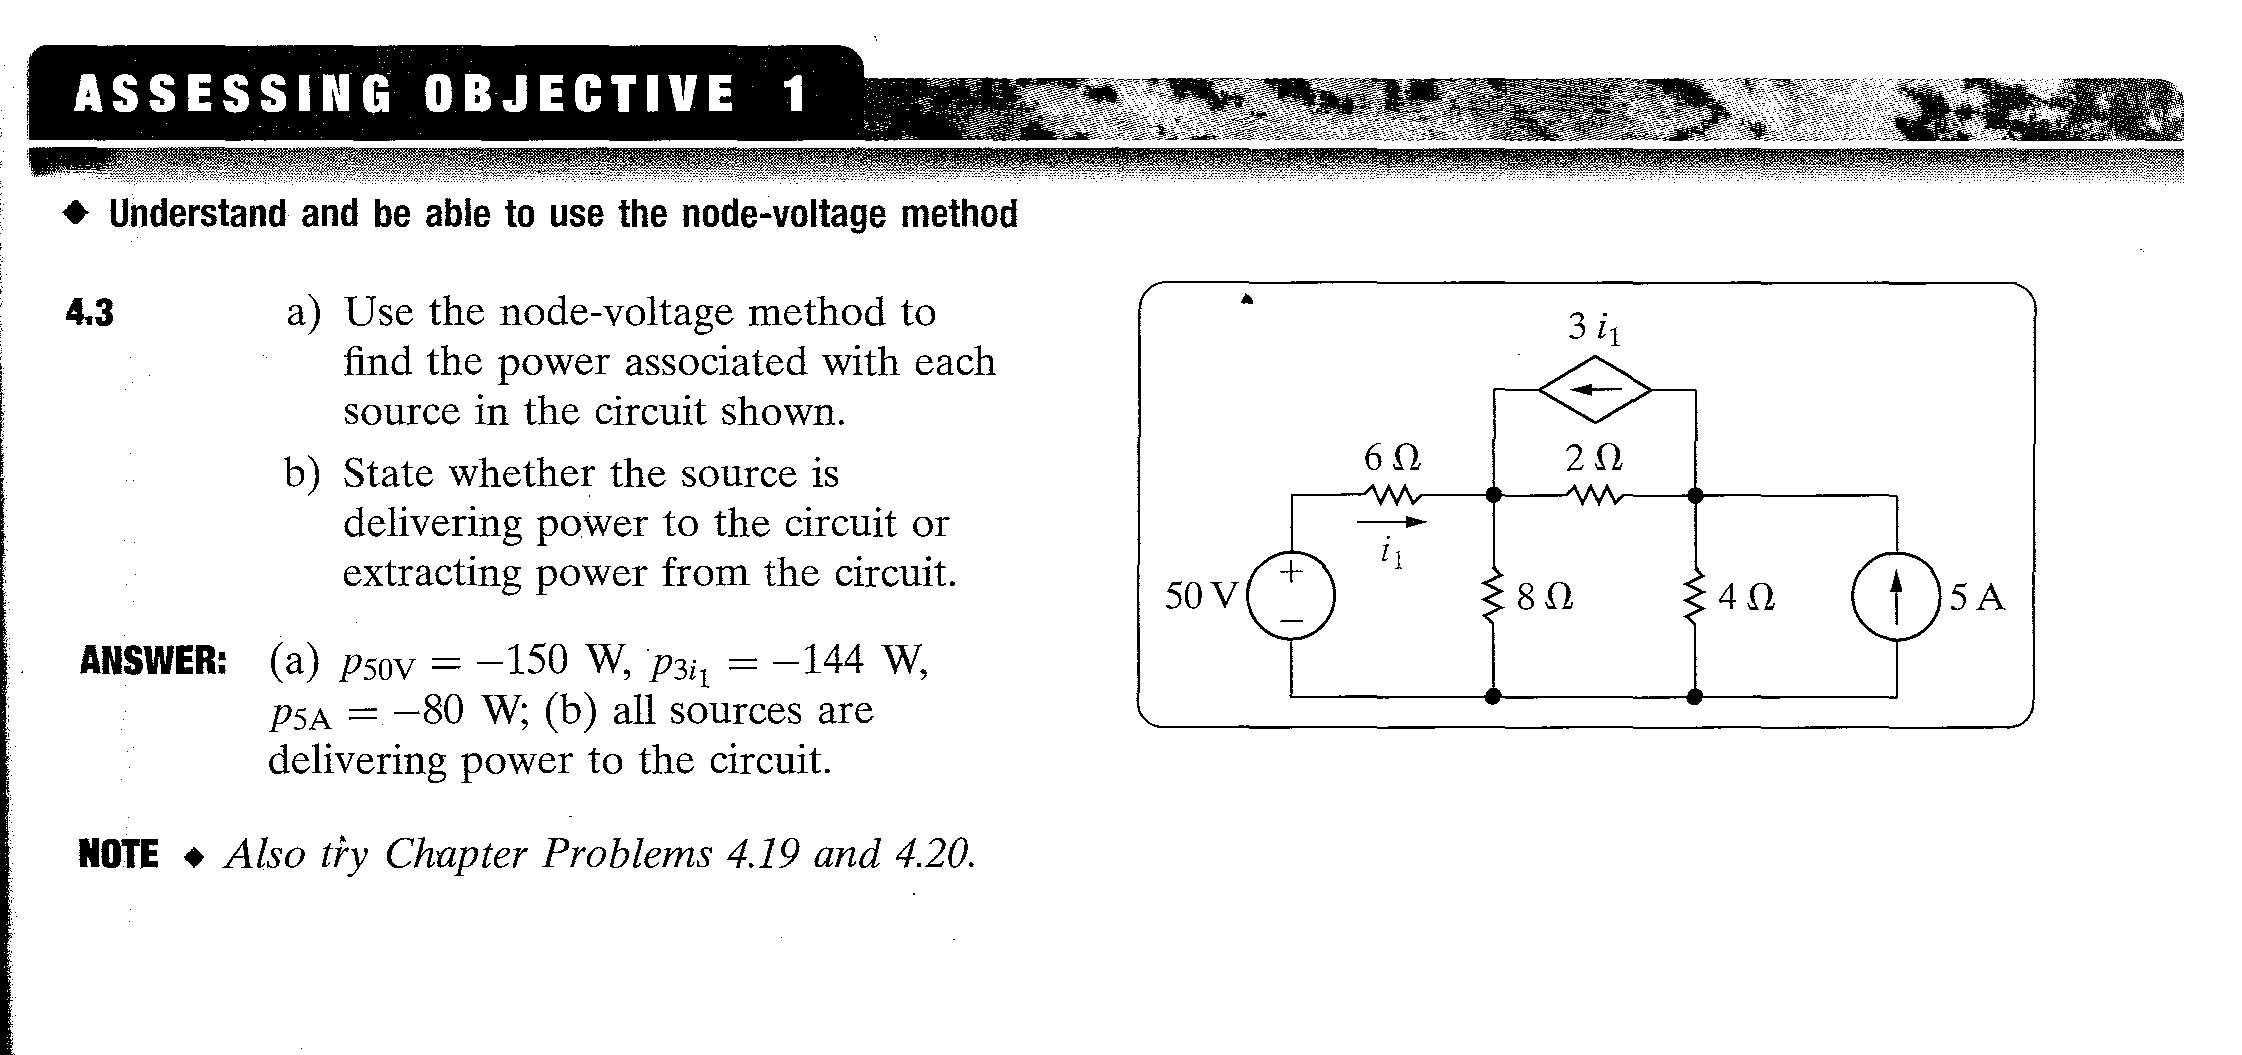 ASSESSING OBJECTIVE 1
◆ Understand and be able to use the node-voltage method
4.3 a) Use the node-voltage method to
find the power associated with each
source in the circuit shown.
b) State whether the source is
delivering power to the circuit or
extracting power from the circuit.
ANSWER: (a) p50V = −150 W, p3i1 = −144 W,
p5A = −80 W; (b) all sources are
delivering power to the circuit.
NOTE ◆ Also try Chapter Problems 4.19 and 4.20.
3 i1
6 Ω
2 Ω
i1
50 V
+
−
8 Ω
4 Ω
5 A